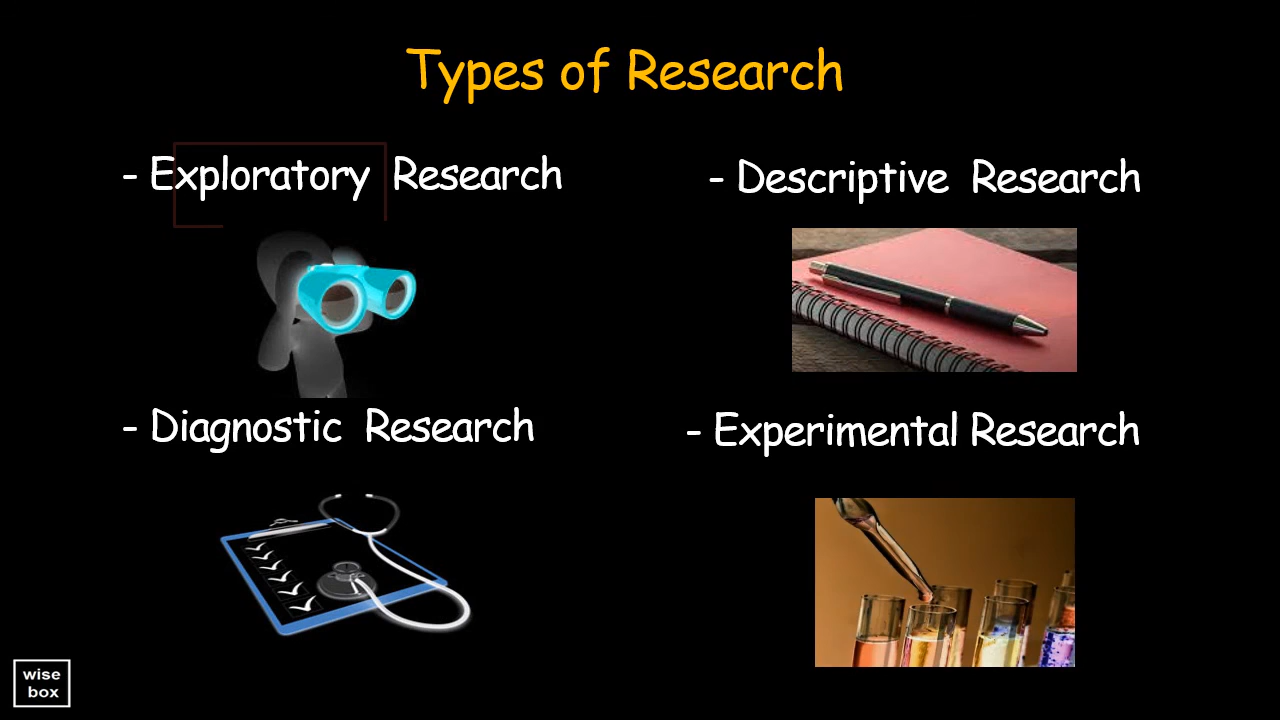 Types of Research
- Exploratory Research
- Descriptive Research
- Diagnostic Research
- Experimental Research
wise
box